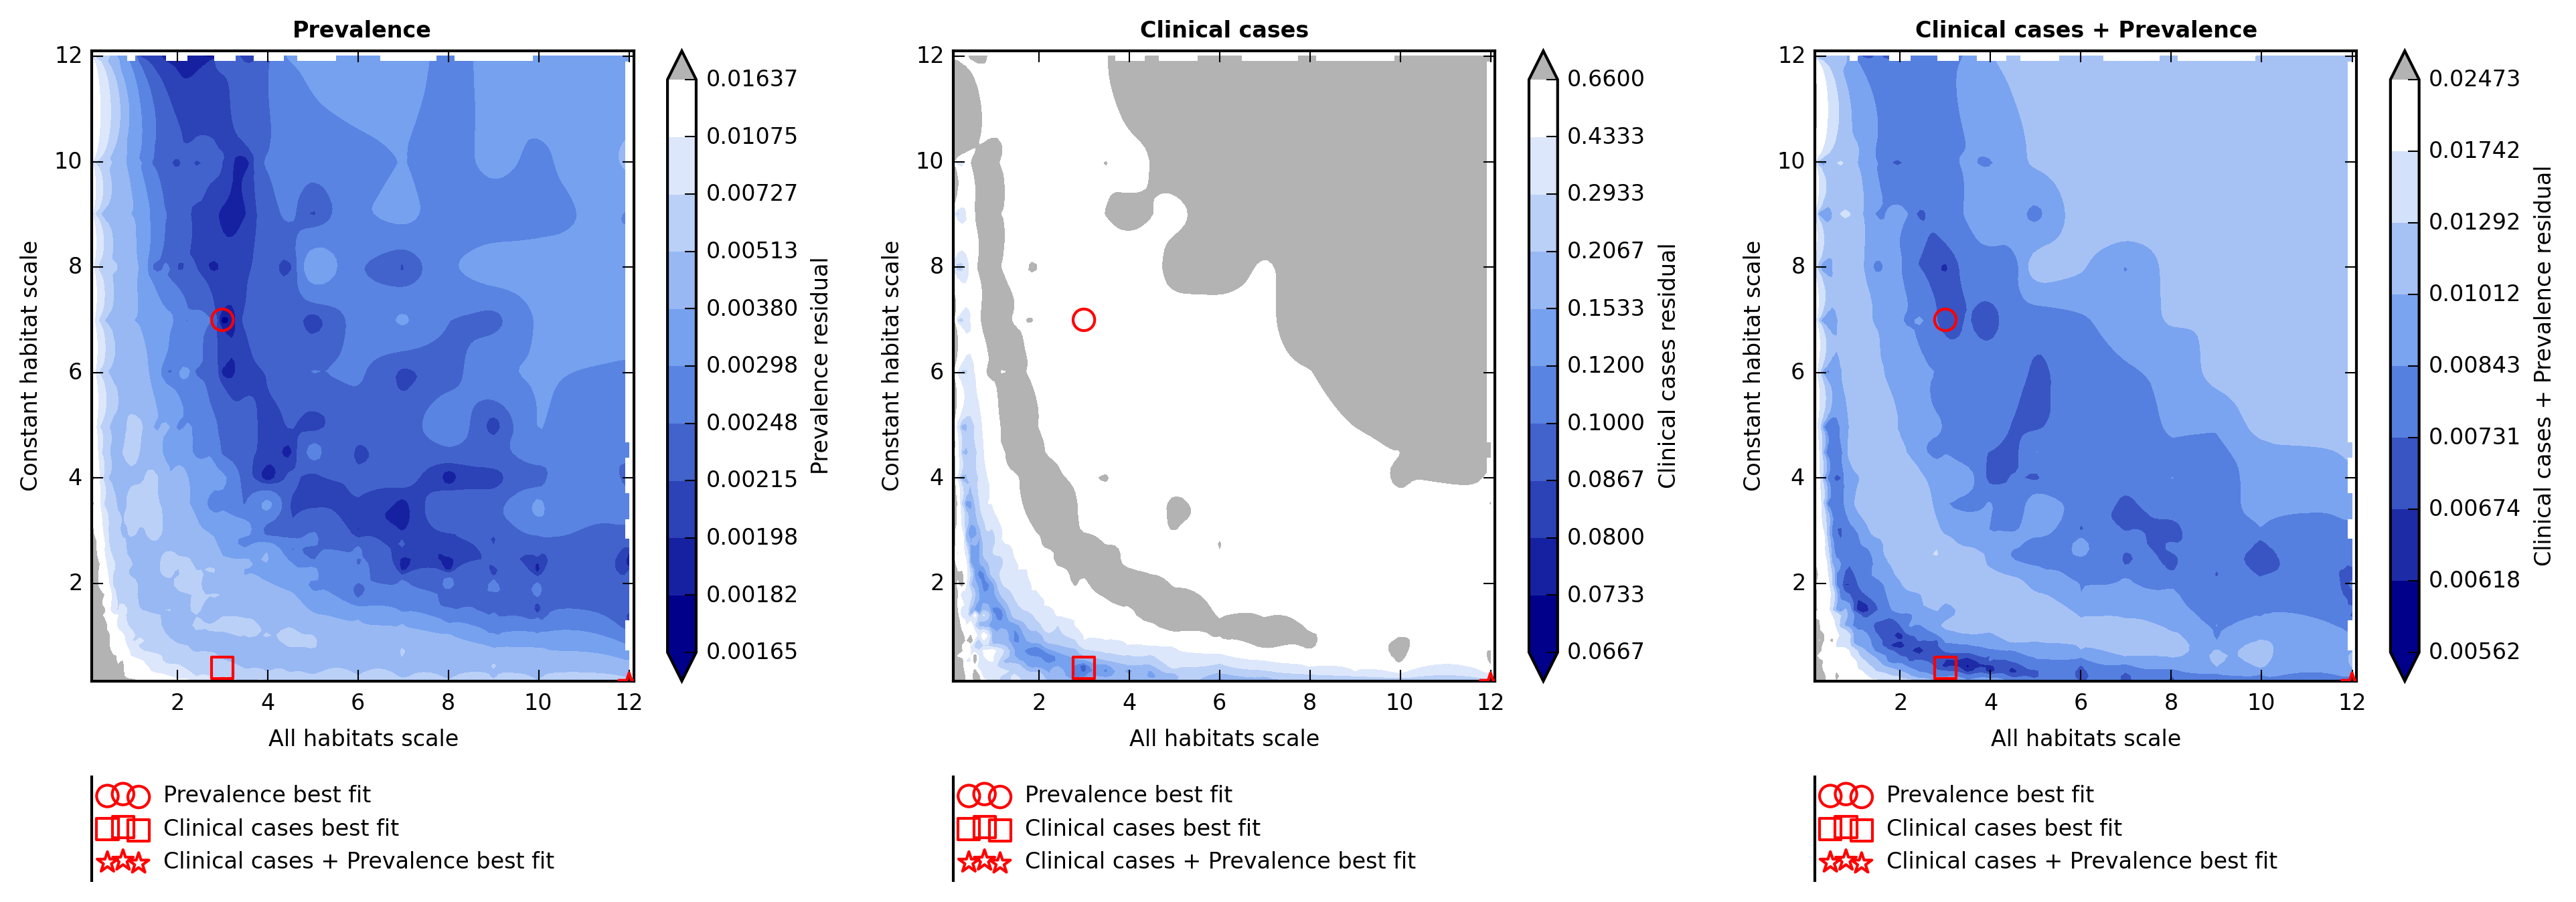 Prevalence
12
10
8
6
4
2
2 4 6 8 10 12
Constant habitat scale
All habitats scale
0.01637
0.01075
0.00727
0.00513
0.00380
0.00298
0.00248
0.00215
0.00198
0.00182
0.00165
Prevalence residual
Prevalence best fit
Clinical cases best fit
Clinical cases + Prevalence best fit
Clinical cases
12
10
8
6
4
2
2 4 6 8 10 12
Constant habitat scale
All habitats scale
0.6600
0.4333
0.2933
0.2067
0.1533
0.1200
0.1000
0.0867
0.0800
0.0733
0.0667
Clinical cases residual
Prevalence best fit
Clinical cases best fit
Clinical cases + Prevalence best fit
Clinical cases + Prevalence
12
10
8
6
4
2
2 4 6 8 10 12
Constant habitat scale
All habitats scale
0.02473
0.01742
0.01292
0.01012
0.00843
0.00731
0.00674
0.00618
0.00562
Clinical cases + Prevalence residual
Prevalence best fit
Clinical cases best fit
Clinical cases + Prevalence best fit